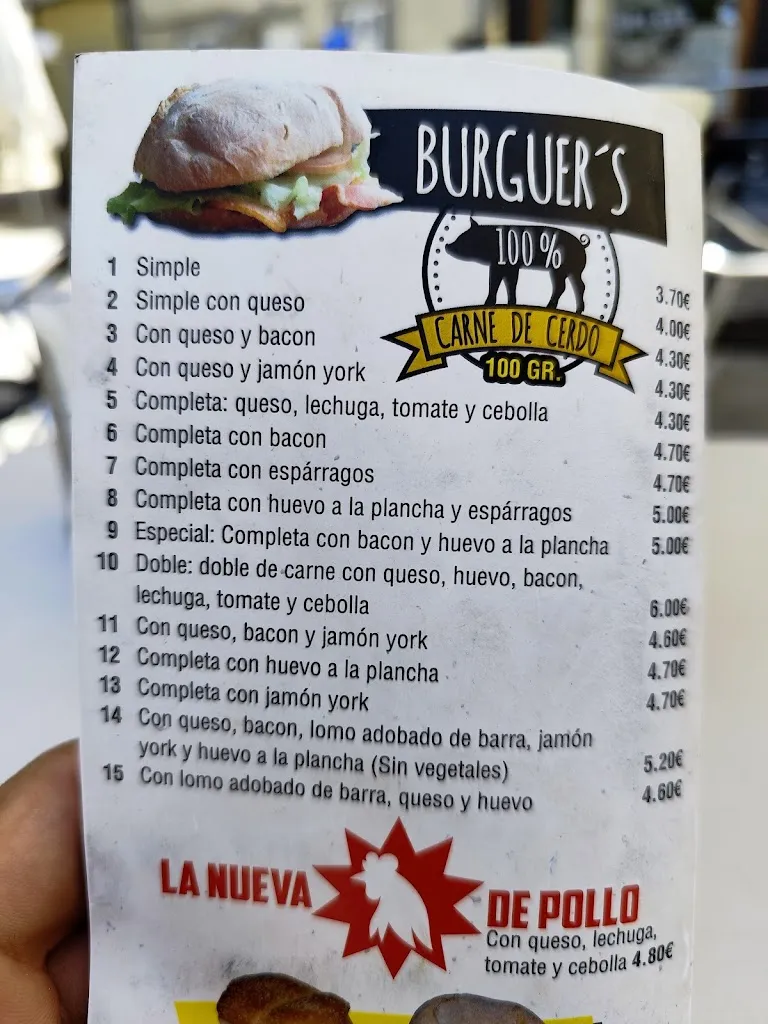 BURGUER´S
100 %
CARNE DE CERDO
100 GR.
1 Simple 3.70€
2 Simple con queso 4.00€
3 Con queso y bacon 4.30€
4 Con queso y jamón york 4.30€
5 Completa: queso, lechuga, tomate y cebolla 4.30€
6 Completa con bacon 4.70€
7 Completa con espárragos 4.70€
8 Completa con huevo a la plancha y espárragos 5.00€
9 Especial: Completa con bacon y huevo a la plancha 5.00€
10 Doble: doble de carne con queso, huevo, bacon,
lechuga, tomate y cebolla 6.00€
11 Con queso, bacon y jamón york 4.60€
12 Completa con huevo a la plancha 4.70€
13 Completa con jamón york 4.70€
14 Con queso, bacon, lomo adobado de barra, jamón
york y huevo a la plancha (Sin vegetales) 5.20€
15 Con lomo adobado de barra, queso y huevo 4.60€
LA NUEVA DE POLLO
Con queso, lechuga,
tomate y cebolla 4.80€